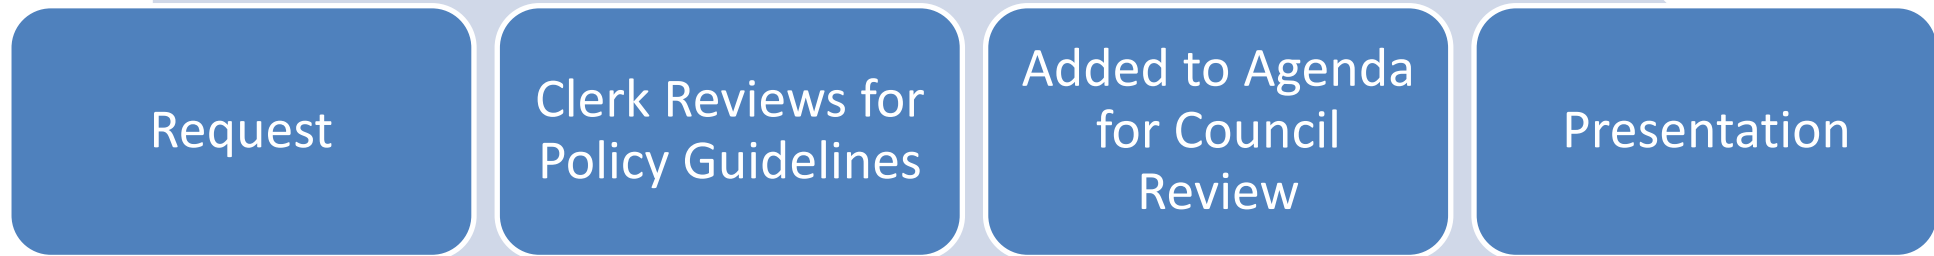 Request
Clerk Reviews for
Policy Guidelines
Added to Agenda
for Council
Review
Presentation